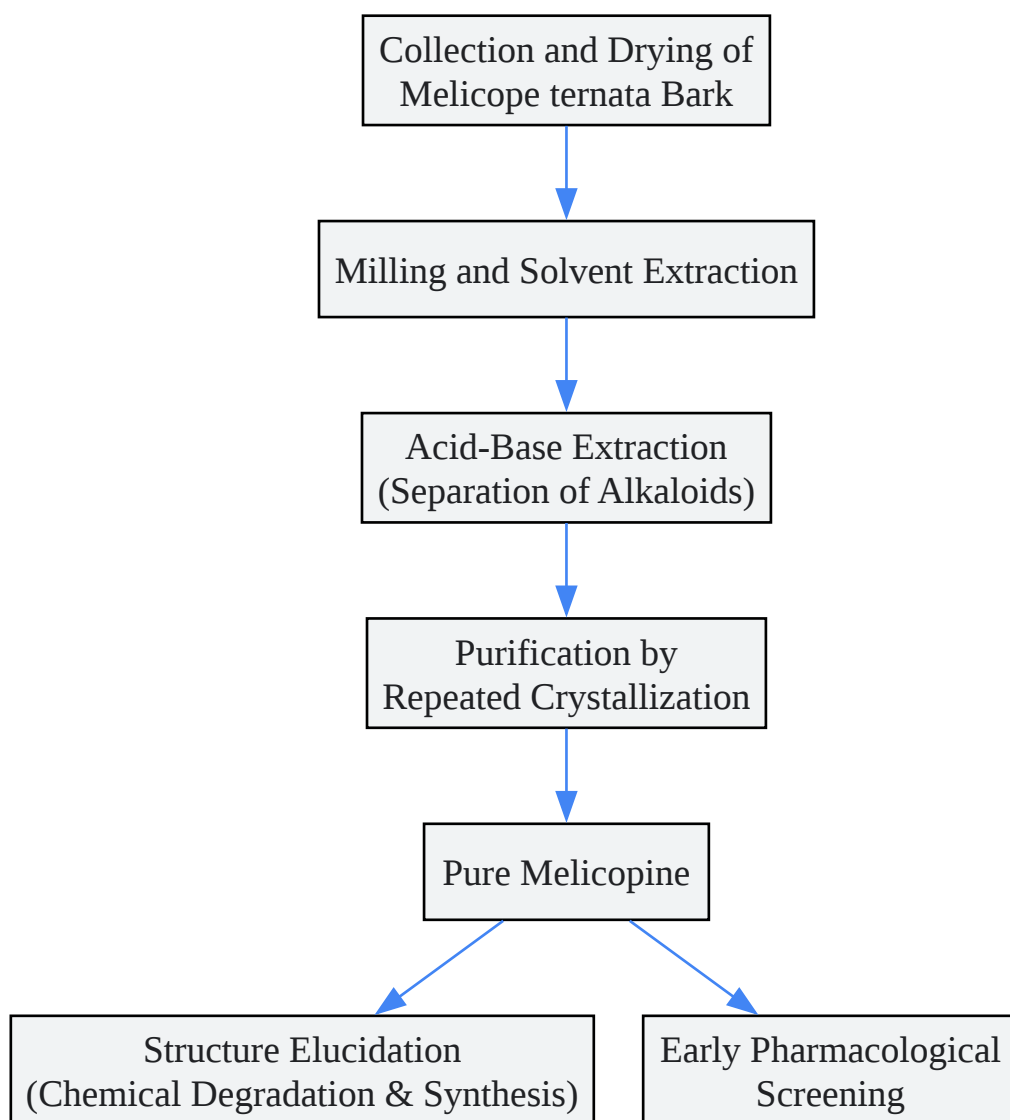 Collection and Drying of
Melicope ternata Bark
Milling and Solvent Extraction
Acid-Base Extraction
(Separation of Alkaloids)
Purification by
Repeated Crystallization
Pure Melicopine
Structure Elucidation
(Chemical Degradation & Synthesis)
Early Pharmacological
Screening